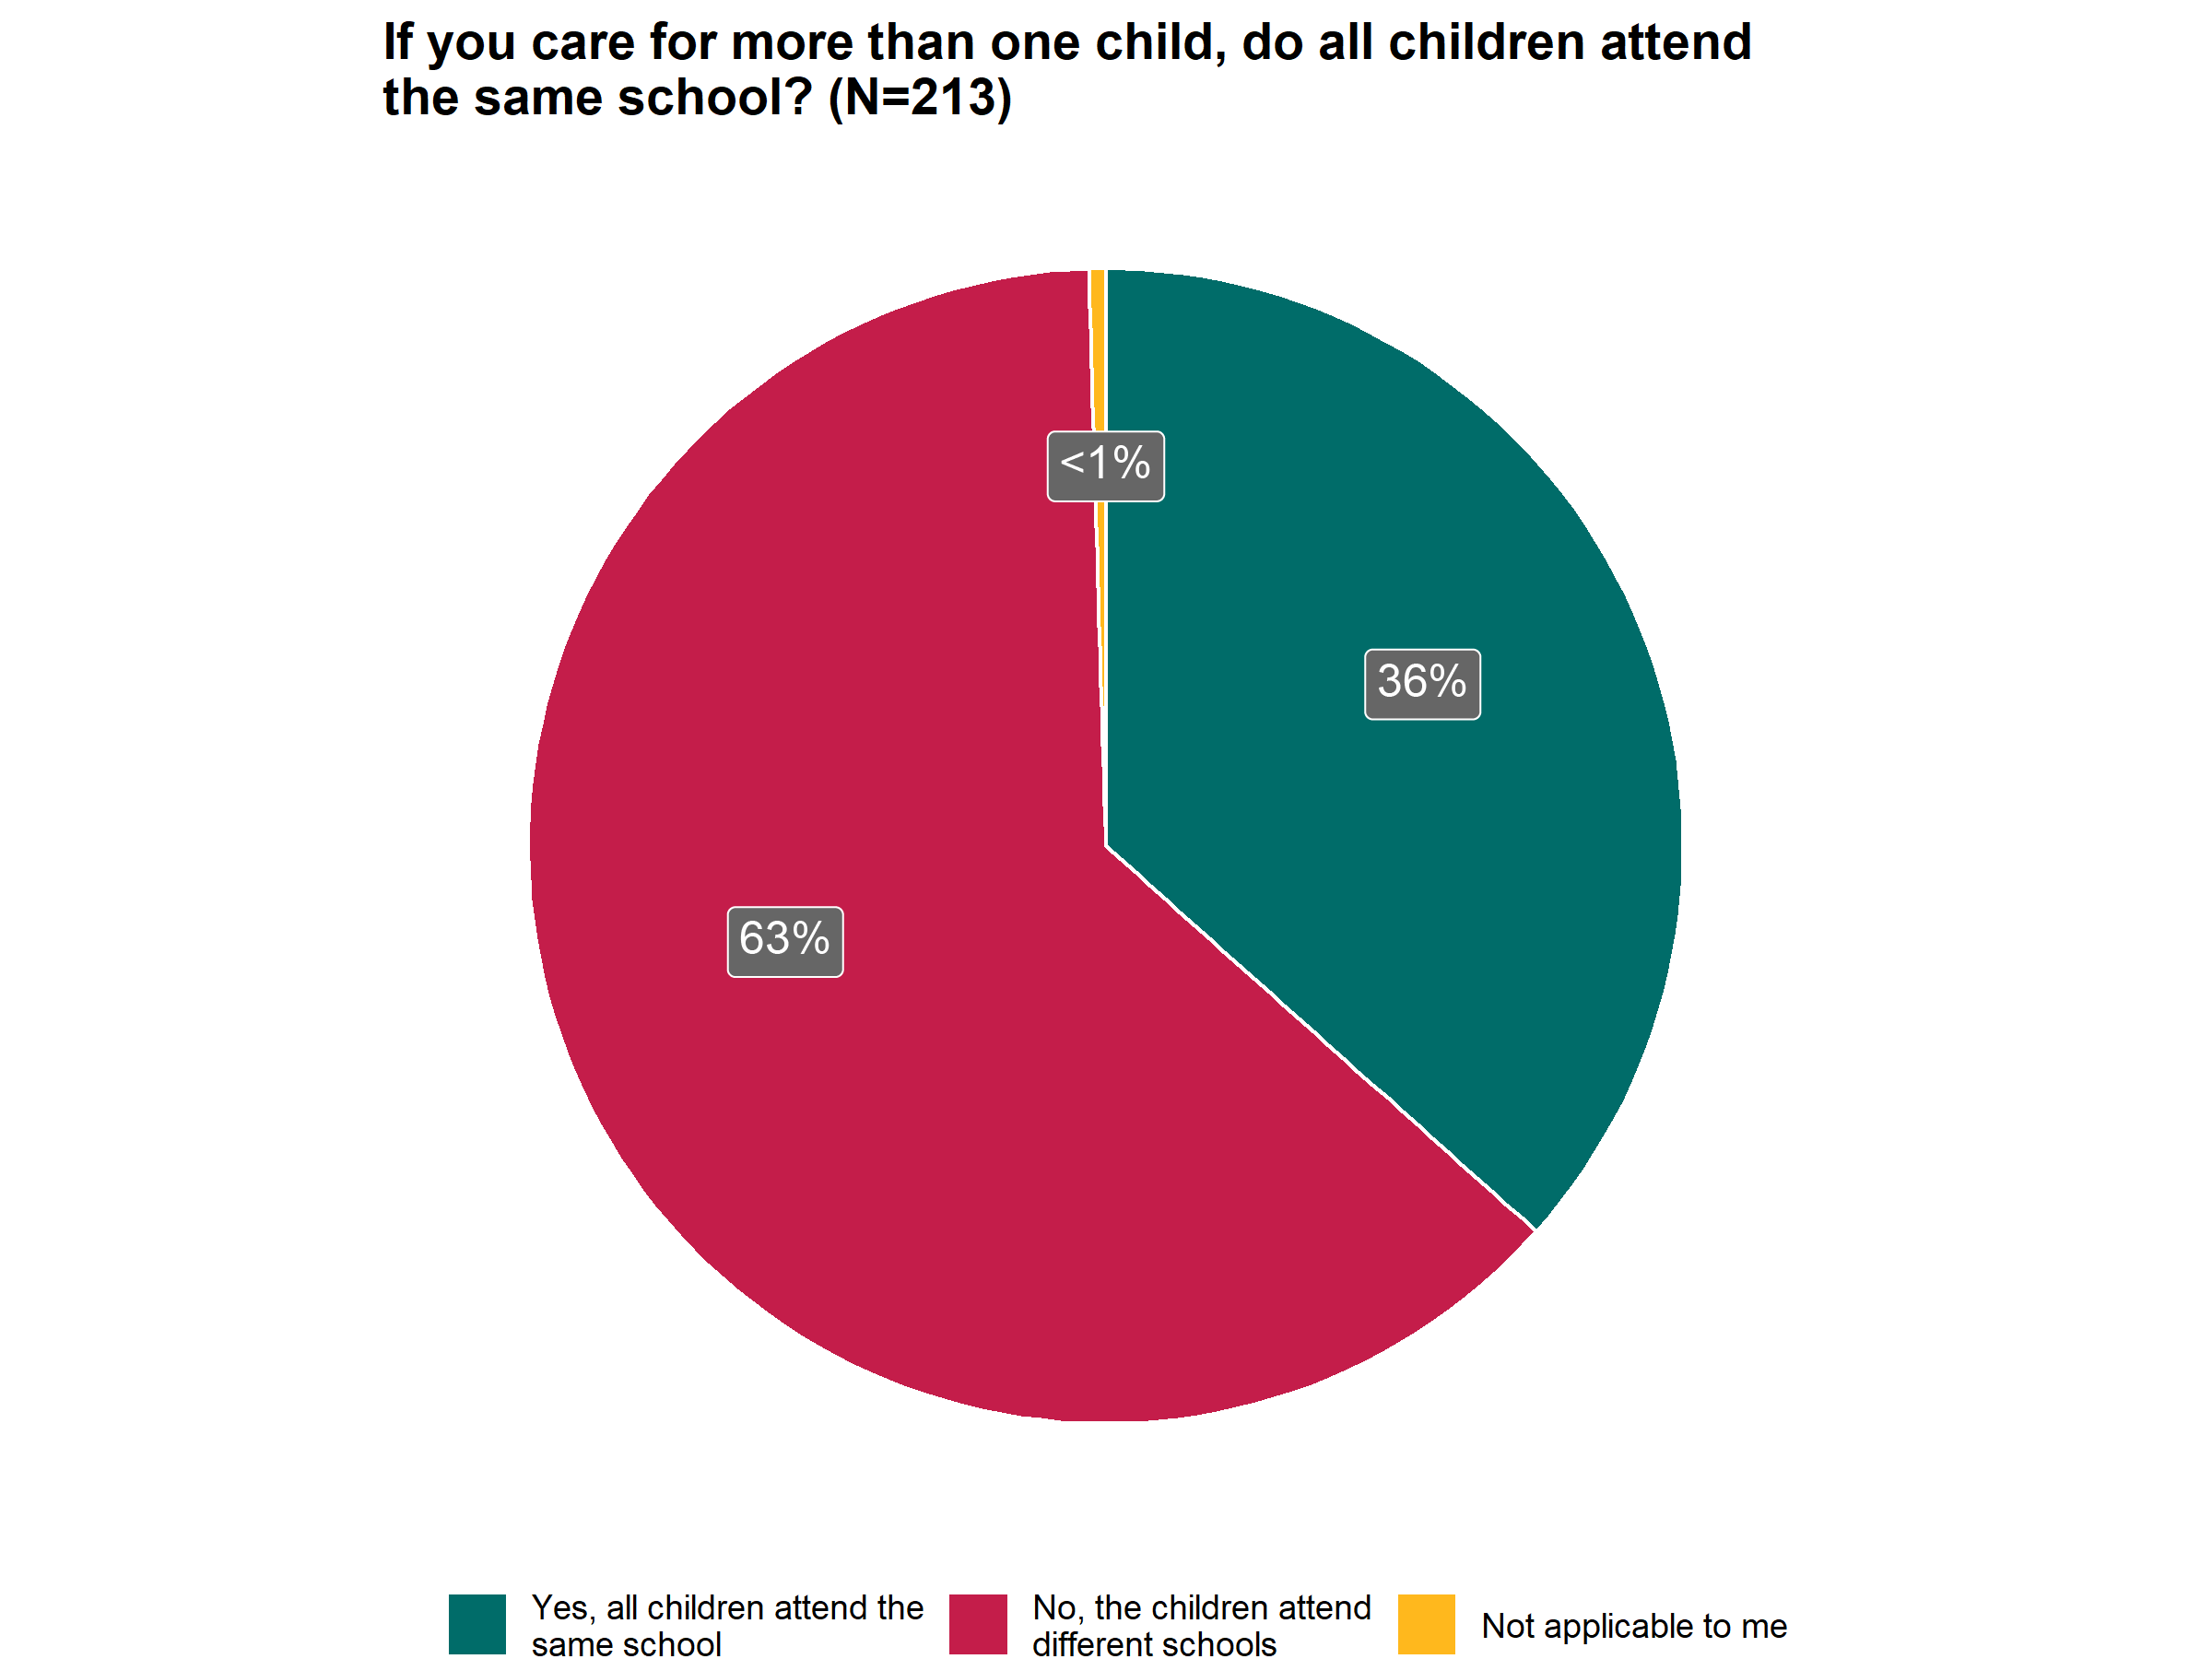 If you care for more than one child, do all children attend
the same school? (N=213)
<1%
36%
63%
Yes, all children attend the
same school
No, the children attend
different schools
Not applicable to me